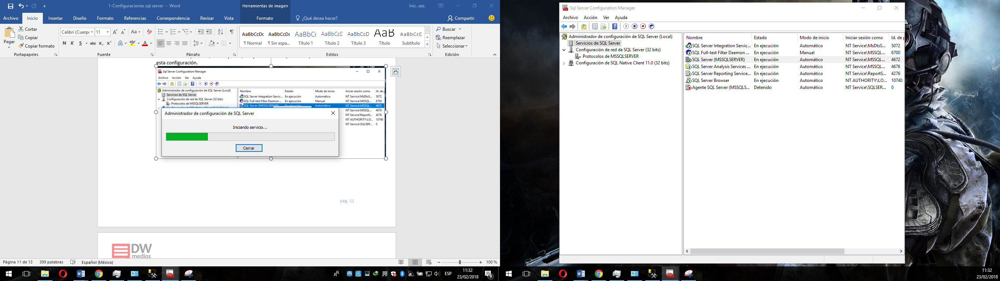 1-Configuraciones sql server - Word
Herramientas de imagen
Inic. ses.
Archivo Inicio Insertar Diseño Formato Referencias Correspondencia Revisar Vista Formato ¿Qué desea hacer? Compartir
Pegar
Cortar
Copiar
Copiar formato
Calibri (Cuerp 11
N K S abc x₂ x²
AaBbCcDc AaBbCcDc AaBbCc AaBbCcD AaBbCcD AaB AaBbCcD
¶ Normal ¶ Sin espa... Título 1 Título 2 Título 3 Título Subtítulo
Buscar
Reemplazar
Seleccionar
Portapapeles Fuente Párrafo Estilos Edición
esta configuración.
Sql Server Configuration Manager
Archivo Acción Ver Ayuda
Administrador de configuración de SQL Server (Local)
Servicios de SQL Server
Configuración de red de SQL Server (32 bits)
Protocolos de MSSQLSERVER
Nombre Estado Modo de inicio Iniciar sesión como Id. de p
SQL Server Integration Servic... En ejecución Automático NT Service\MsDtsS... 5072
SQL Full-text Filter Daemon ... En ejecución Manual NT Service\MSSQL... 6700
SQL Server (MSSQLSERVER) En ejecución Automático NT Service\MSSQL... 4672
NT Service\MSSQL... 4676
NT Service\ReportS... 4276
NT AUTHORITY\LO... 10740
NT Service\SQLSER... 0
Administrador de configuración de SQL Server
Iniciando servicio...
Cerrar
pág. 11
DW
medios
Página 11 de 13 399 palabras Español (México) 100 %
ESP
11:32
23/02/2018
9
Sql Server Configuration Manager
Archivo Acción Ver Ayuda
Administrador de configuración de SQL Server (Local)
Servicios de SQL Server
Configuración de red de SQL Server (32 bits)
Protocolos de MSSQLSERVER
Configuración de SQL Native Client 11.0 (32 bits)
Nombre Estado Modo de inicio Iniciar sesión como Id. de p
SQL Server Integration Servic... En ejecución Automático NT Service\MsDtsS... 5072
SQL Full-text Filter Daemon ... En ejecución Manual NT Service\MSSQL... 6700
SQL Server (MSSQLSERVER) En ejecución Automático NT Service\MSSQL... 4672
SQL Server Analysis Services ... En ejecución Automático NT Service\MSSQL... 4676
SQL Server Reporting Service... En ejecución Automático NT Service\ReportS... 4276
SQL Server Browser En ejecución Automático NT AUTHORITY\LO... 10740
Agente SQL Server (MSSQLS... Detenido Automático NT Service\SQLSER... 0
11:32
23/02/2018